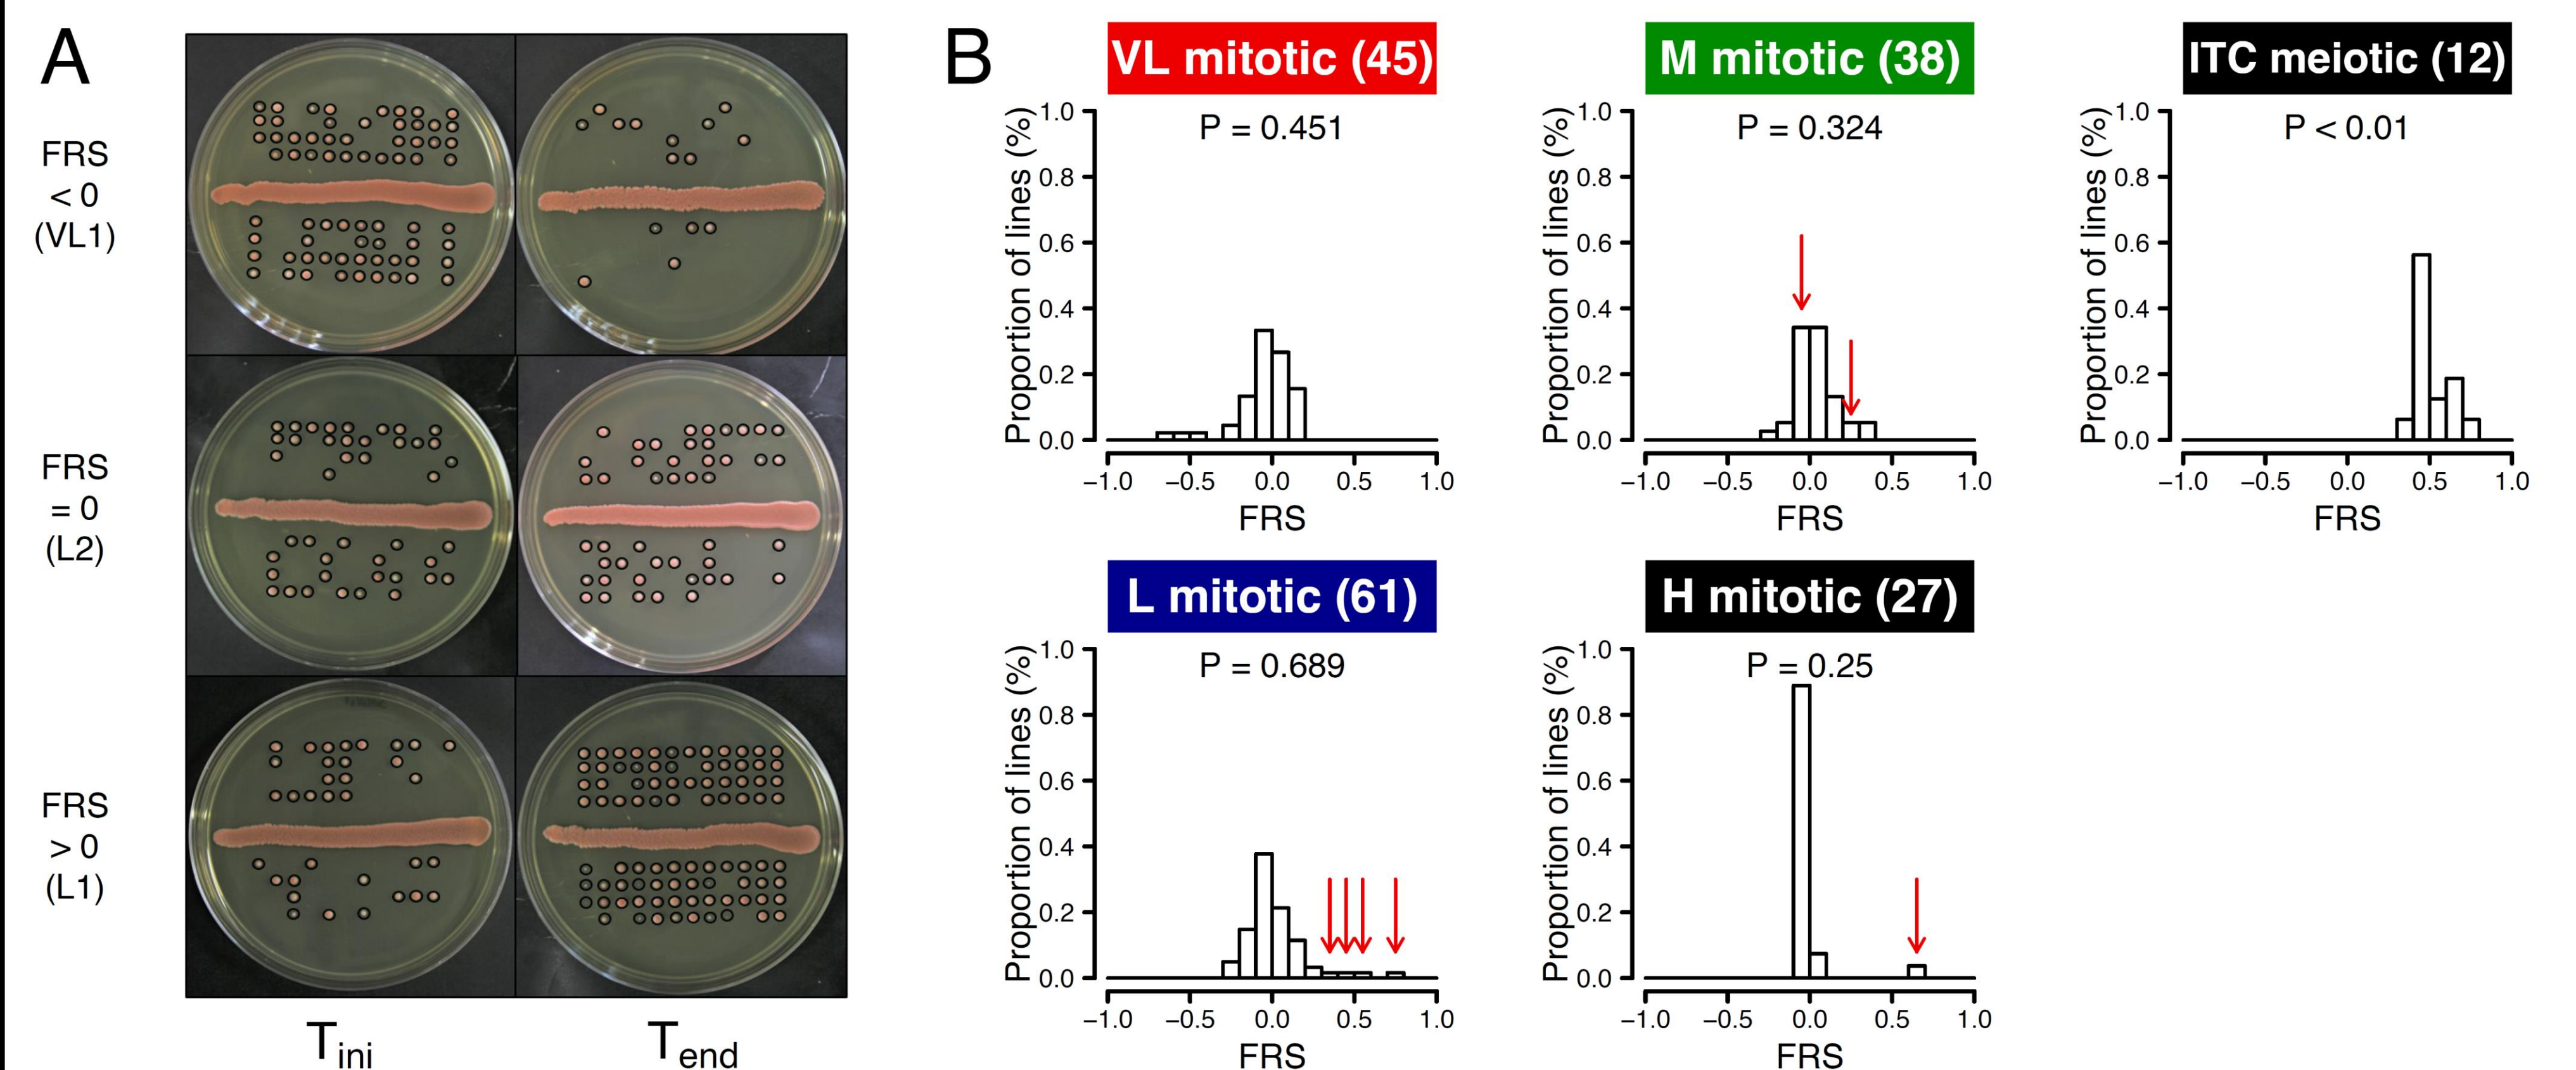 A
FRS
< 0
(VL1)
FRS
= 0
(L2)
FRS
> 0
(L1)
T_ini
T_end
B
VL mitotic (45)
P = 0.451
Proportion of lines (%)
1.0
0.8
0.6
0.4
0.2
0.0
−1.0 −0.5 0.0 0.5 1.0
FRS
M mitotic (38)
P = 0.324
Proportion of lines (%)
1.0
0.8
0.6
0.4
0.2
0.0
−1.0 −0.5 0.0 0.5 1.0
FRS
ITC meiotic (12)
P < 0.01
Proportion of lines (%)
1.0
0.8
0.6
0.4
0.2
0.0
−1.0 −0.5 0.0 0.5 1.0
FRS
L mitotic (61)
P = 0.689
Proportion of lines (%)
1.0
0.8
0.6
0.4
0.2
0.0
−1.0 −0.5 0.0 0.5 1.0
FRS
H mitotic (27)
P = 0.25
Proportion of lines (%)
1.0
0.8
0.6
0.4
0.2
0.0
−1.0 −0.5 0.0 0.5 1.0
FRS